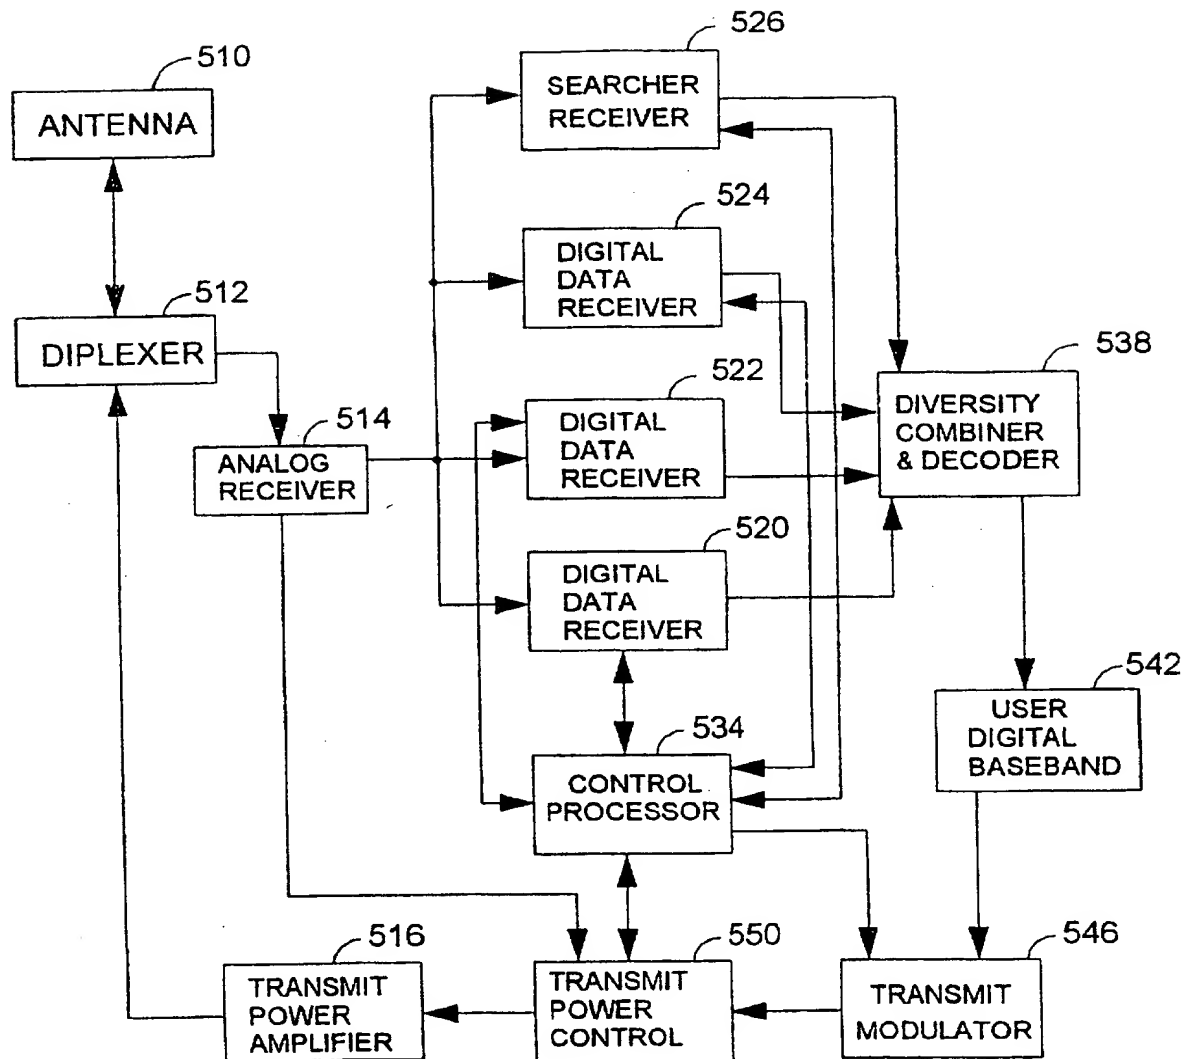 526
510
SEARCHER
RECEIVER
ANTENNA
524
DIGITAL
DATA
RECEIVER
512
DIPLEXER
538
522
DIVERSITY
COMBINER
& DECODER
514
DIGITAL
DATA
RECEIVER
ANALOG
RECEIVER
520
DIGITAL
DATA
RECEIVER
542
USER
DIGITAL
BASEBAND
534
CONTROL
PROCESSOR
516
550
546
TRANSMIT
POWER
AMPLIFIER
TRANSMIT
POWER
CONTROL
TRANSMIT
MODULATOR